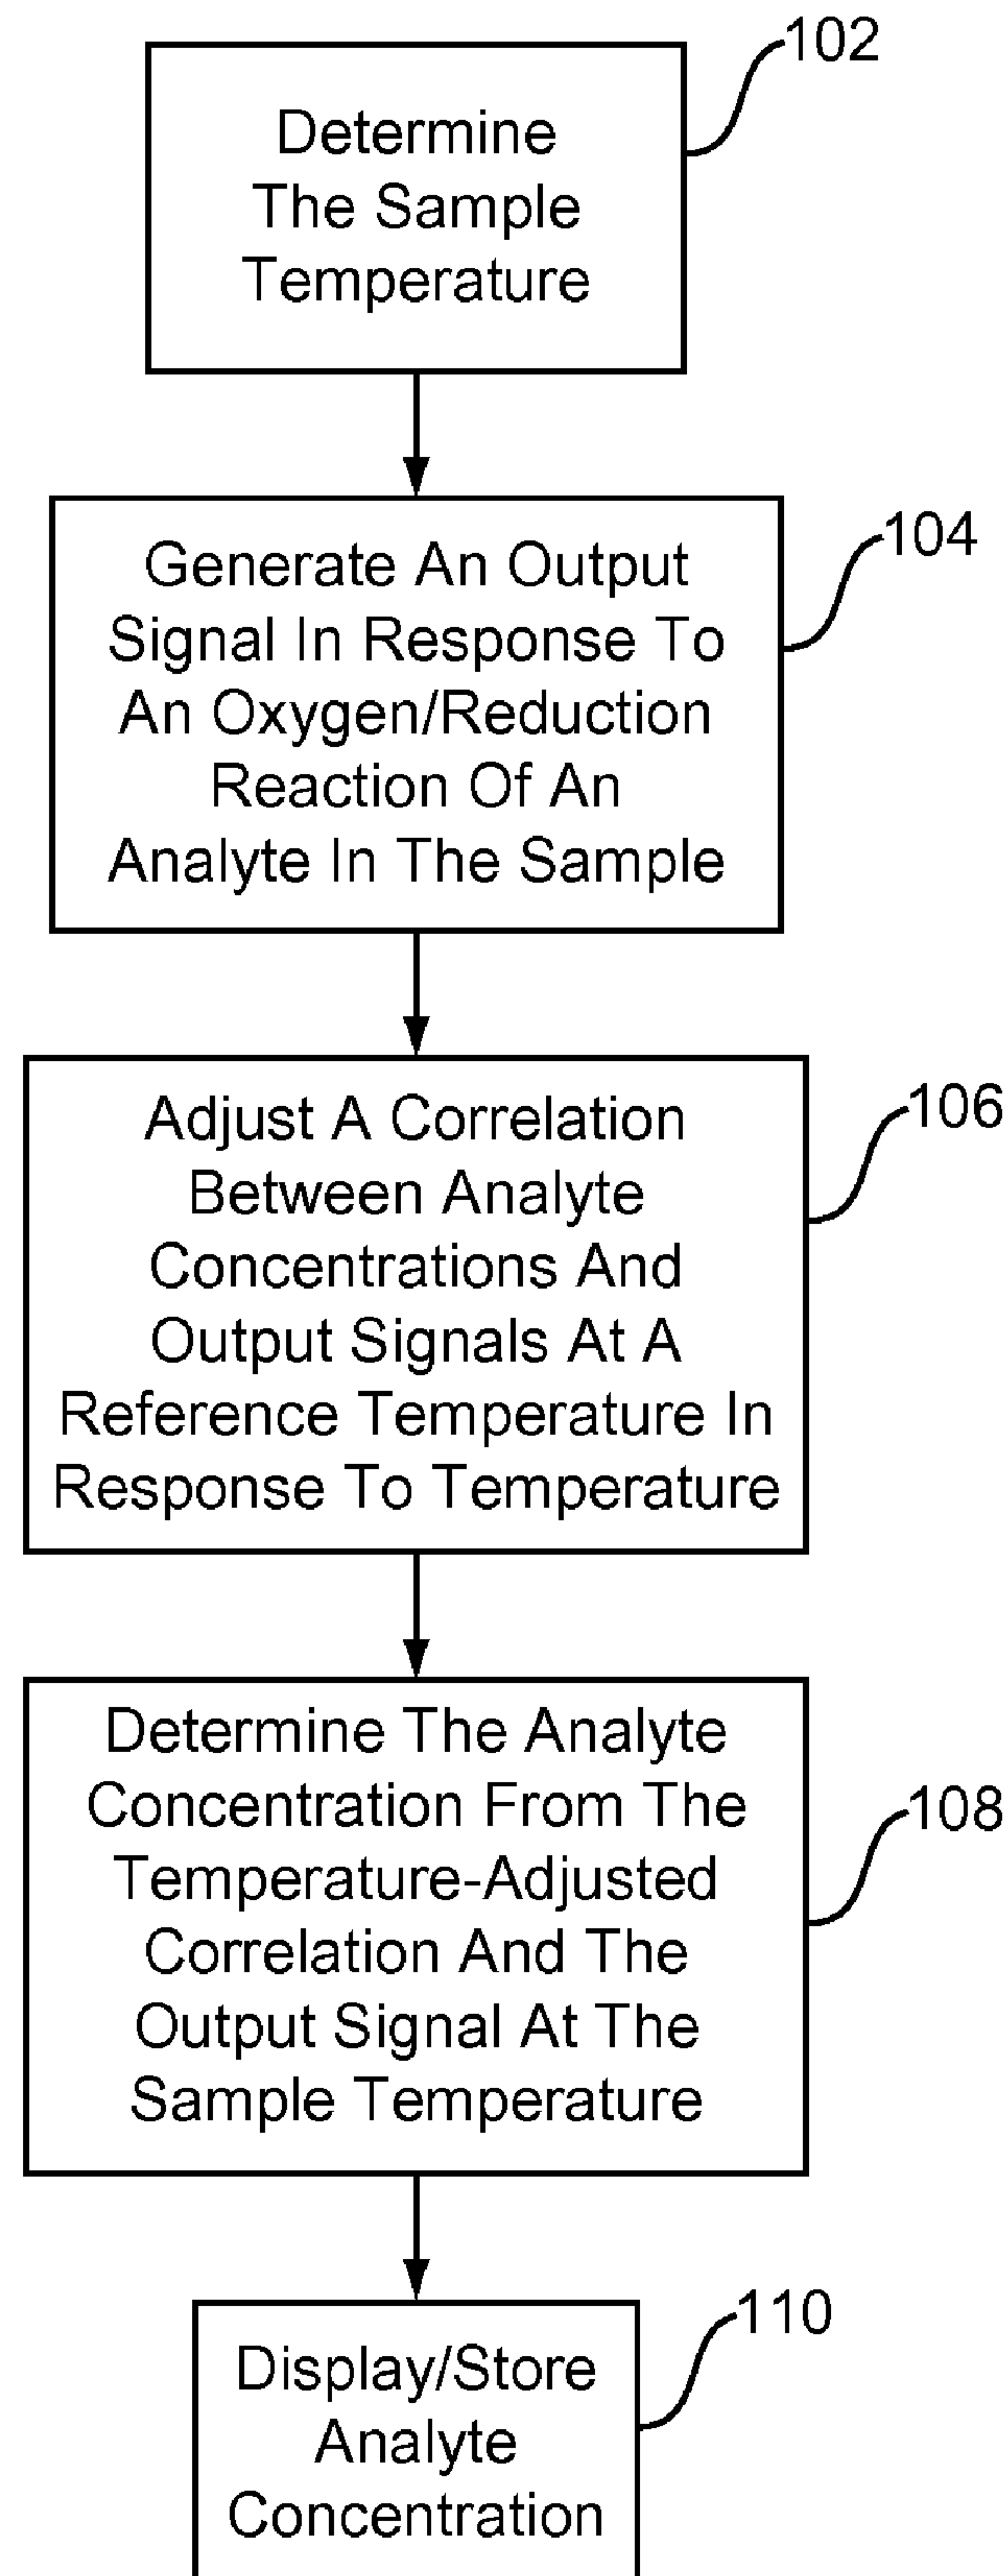 102
Determine
The Sample
Temperature
104
Generate An Output
Signal In Response To
An Oxygen/Reduction
Reaction Of An
Analyte In The Sample
106
Adjust A Correlation
Between Analyte
Concentrations And
Output Signals At A
Reference Temperature In
Response To Temperature
108
Determine The Analyte
Concentration From The
Temperature-Adjusted
Correlation And The
Output Signal At The
Sample Temperature
110
Display/Store
Analyte
Concentration